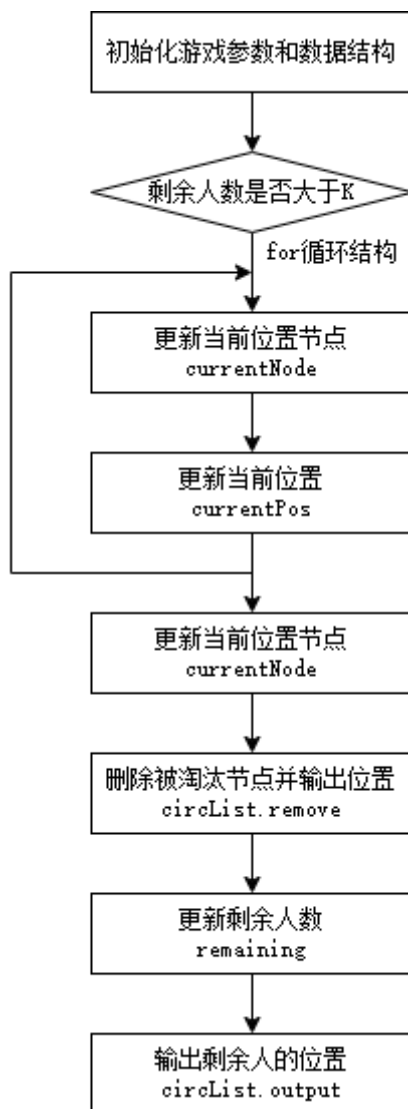 初始化游戏参数和数据结构
剩余人数是否大于K
for循环结构
更新当前位置节点
currentNode
更新当前位置
currentPos
更新当前位置节点
currentNode
删除被淘汰节点并输出位置
circList.remove
更新剩余人数
remaining
输出剩余人的位置
circList.output